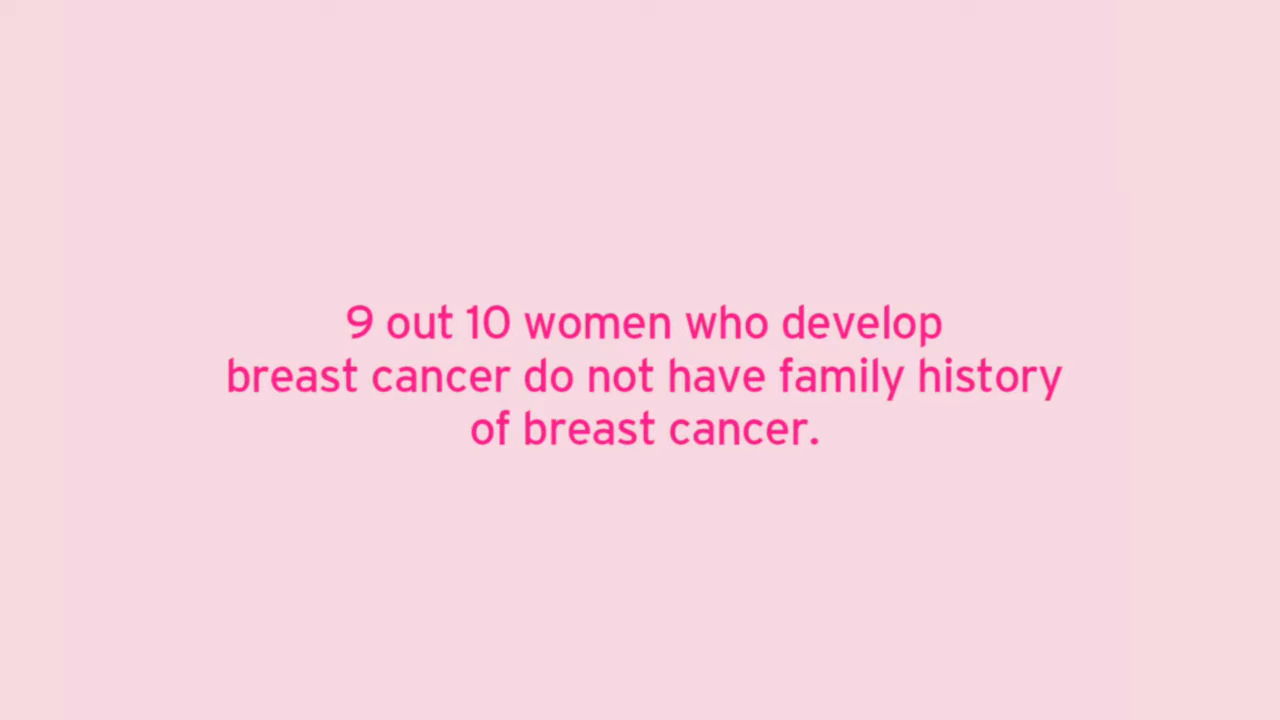 9 out 10 women who develop
breast cancer do not have family history
of breast cancer.